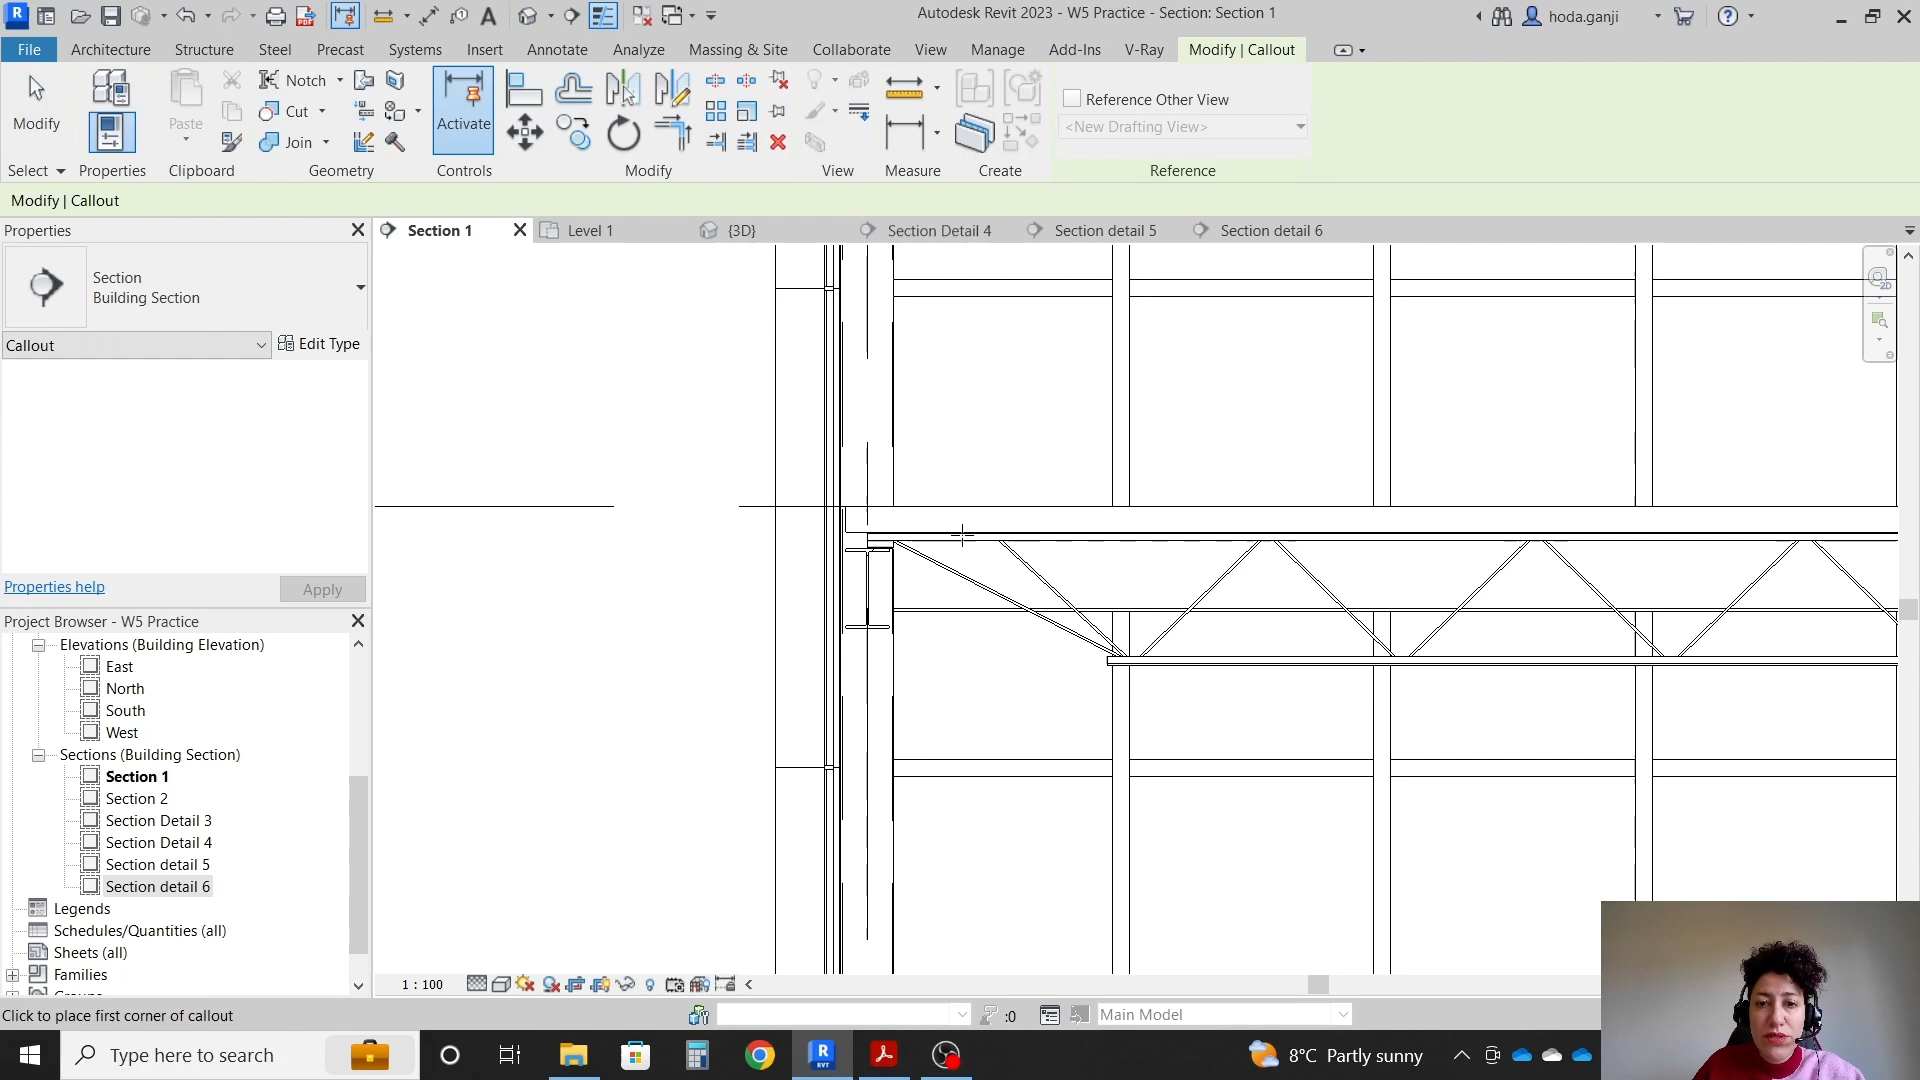 Autodesk Revit 2023 - W5 Practice - Section: Section 1
hoda.ganji
File
Architecture
Structure
Steel
Precast
Systems
Insert
Annotate
Analyze
Massing & Site
Collaborate
View
Manage
Add-Ins
V-Ray
Modify | Callout
Modify
Paste
Notch
Cut
Join
Activate
Reference Other View
<New Drafting View>
Select
Properties
Clipboard
Geometry
Controls
Modify
View
Measure
Create
Reference
Modify | Callout
Properties
Section 1
Level 1
{3D}
Section Detail 4
Section detail 5
Section detail 6
Section
Building Section
Callout
Edit Type
2D
Properties help
Apply
Project Browser - W5 Practice
Elevations (Building Elevation)
East
North
South
West
Sections (Building Section)
Section 1
Section 2
Section Detail 3
Section Detail 4
Section detail 5
Section detail 6
Legends
Schedules/Quantities (all)
Sheets (all)
Families
1 : 100
Click to place first corner of callout
:0
Main Model
Type here to search
R
RVT
8°C Partly sunny